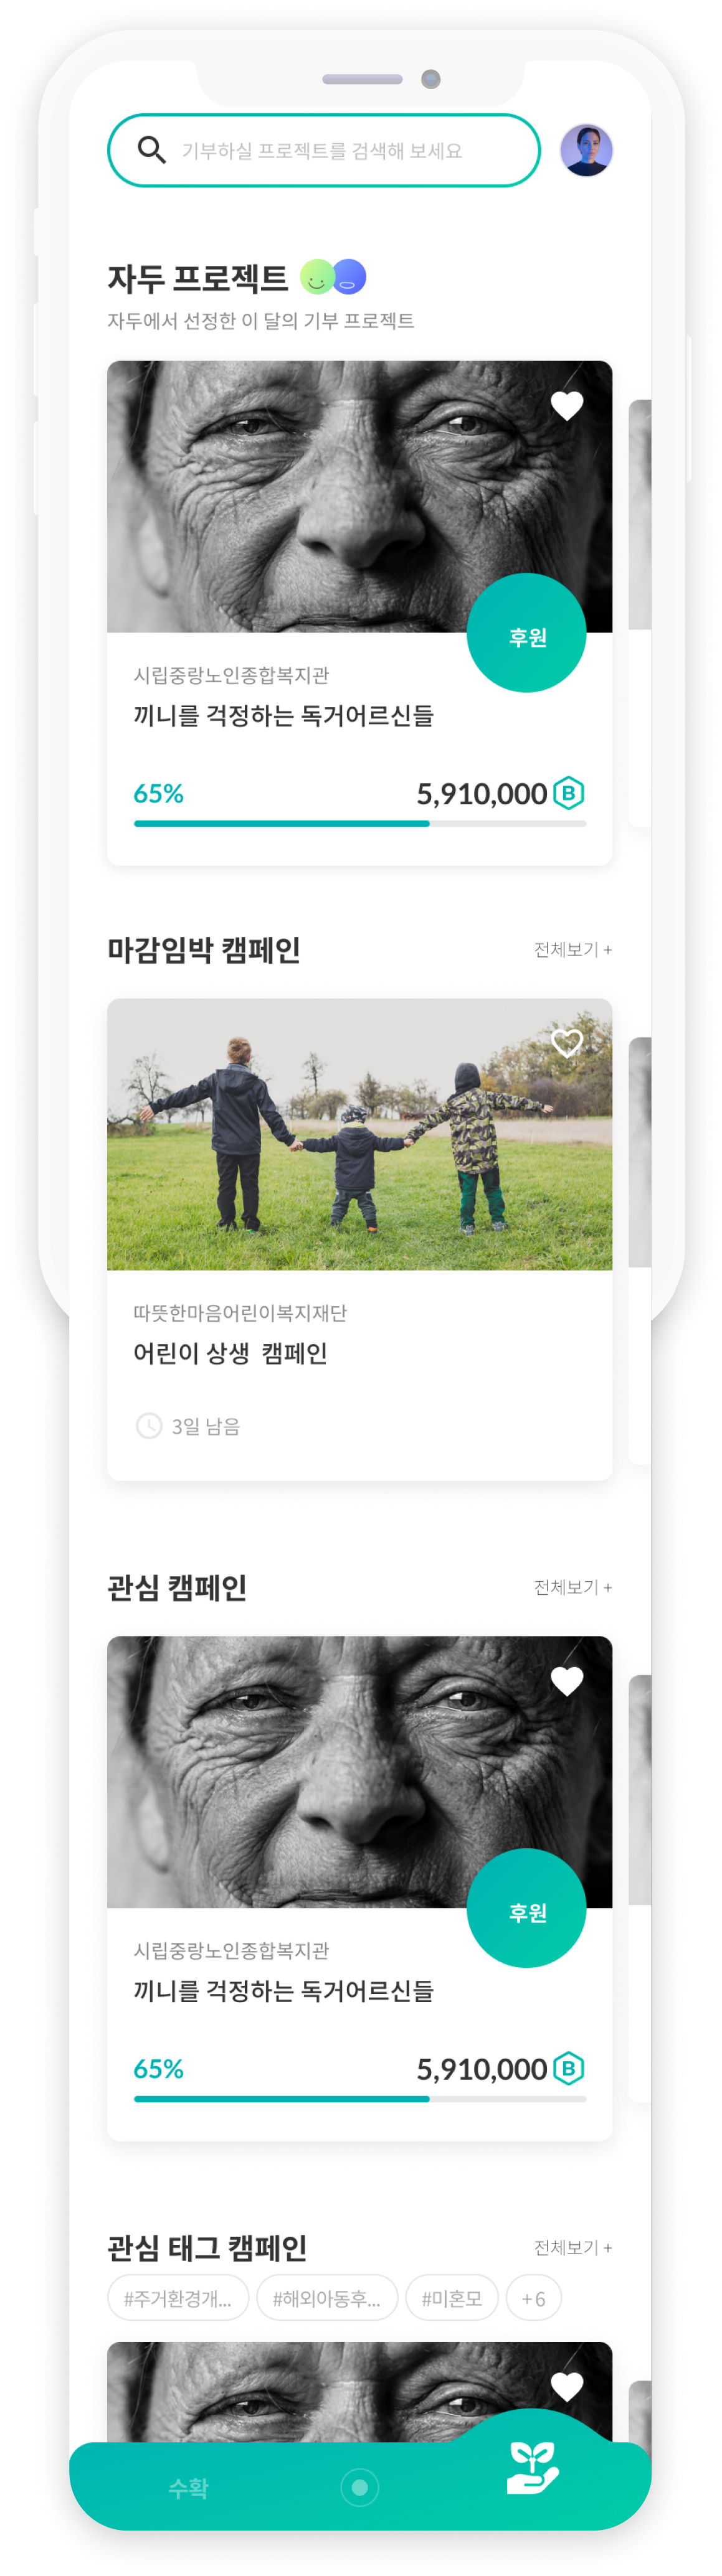 기부하실 프로젝트를 검색해 보세요
자두 프로젝트
자두에서 선정한 이 달의 기부 프로젝트
후원
시립중랑노인종합복지관
끼니를 걱정하는 독거어르신들
65% 5,910,000 B
마감임박 캠페인 전체보기 +
따뜻한마음어린이복지재단
어린이 상생 캠페인
3일 남음
관심 캠페인 전체보기 +
후원
시립중랑노인종합복지관
끼니를 걱정하는 독거어르신들
65% 5,910,000 B
관심 태그 캠페인 전체보기 +
#주거환경개... #해외아동후... #미혼모 + 6
수확